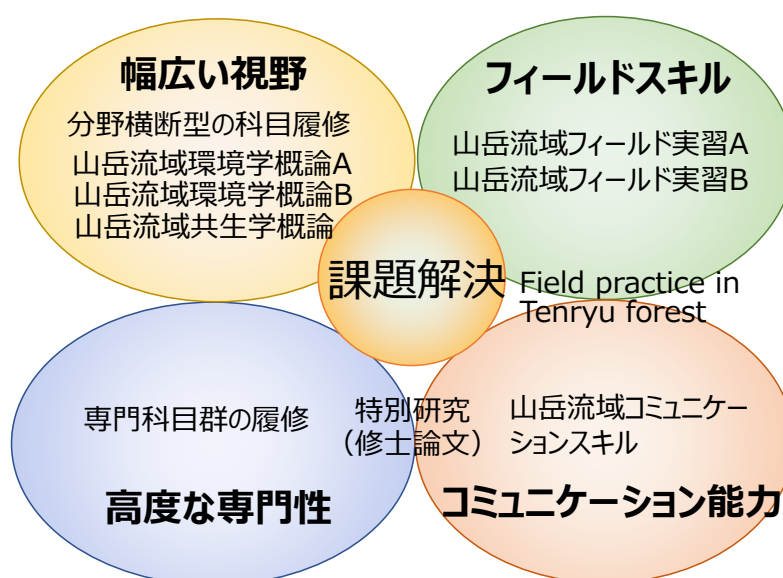 幅広い視野
分野横断型の科目履修
山岳流域環境学概論A
山岳流域環境学概論B
山岳流域共生学概論
フィールドスキル
山岳流域フィールド実習A
山岳流域フィールド実習B
課題解決
Field practice in
Tenryu forest
専門科目群の履修
高度な専門性
特別研究
（修士論文）
山岳流域コミュニケー
ションスキル
コミュニケーション能力